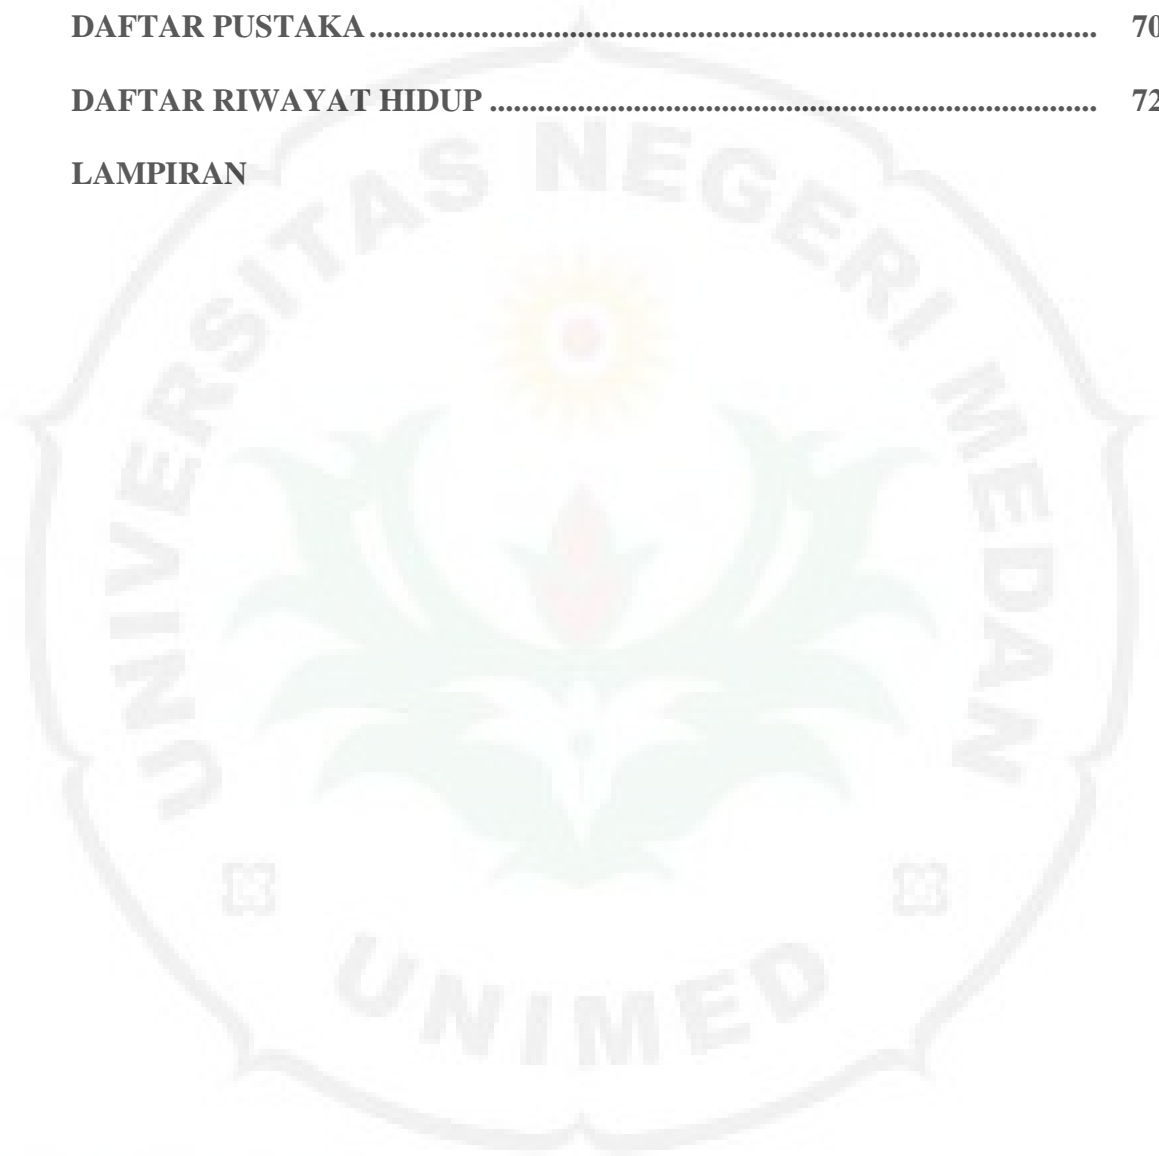 DAFTAR PUSTAKA........................................................................................... 70
DAFTAR RIWAYAT HIDUP ............................................................................ 72
LAMPIRAN
UNIVERSITAS NEGERI MEDAN
UNIMED